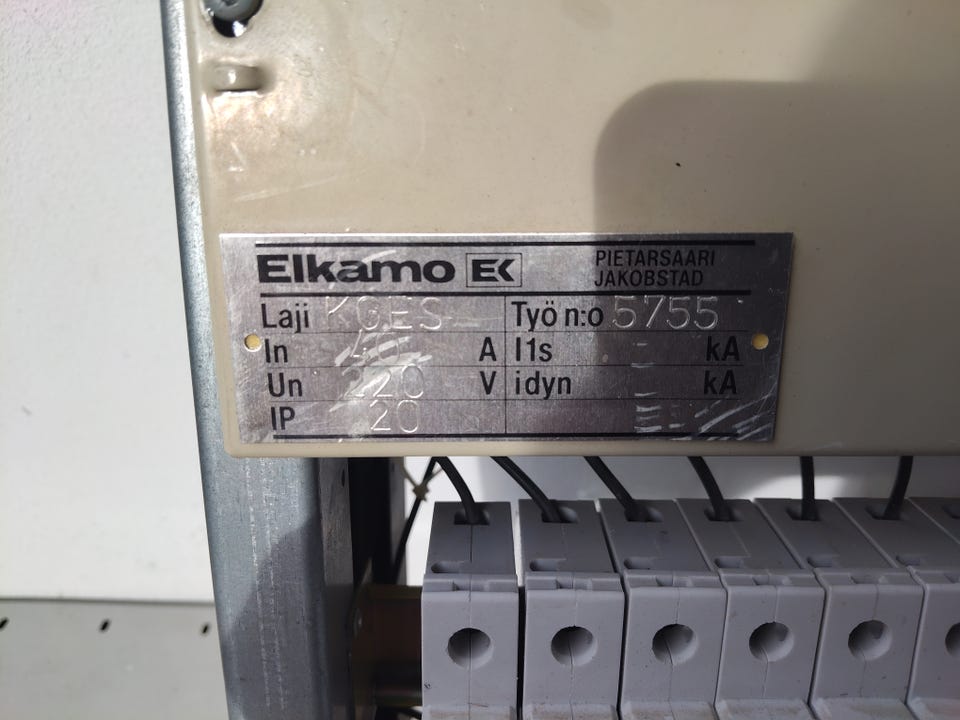 Elkamo EK PIETARSAARI
JAKOBSTAD
Laji KGES Työ n:o 5755
In 40 A I1s - kA
Un 220 V idyn - kA
IP 20